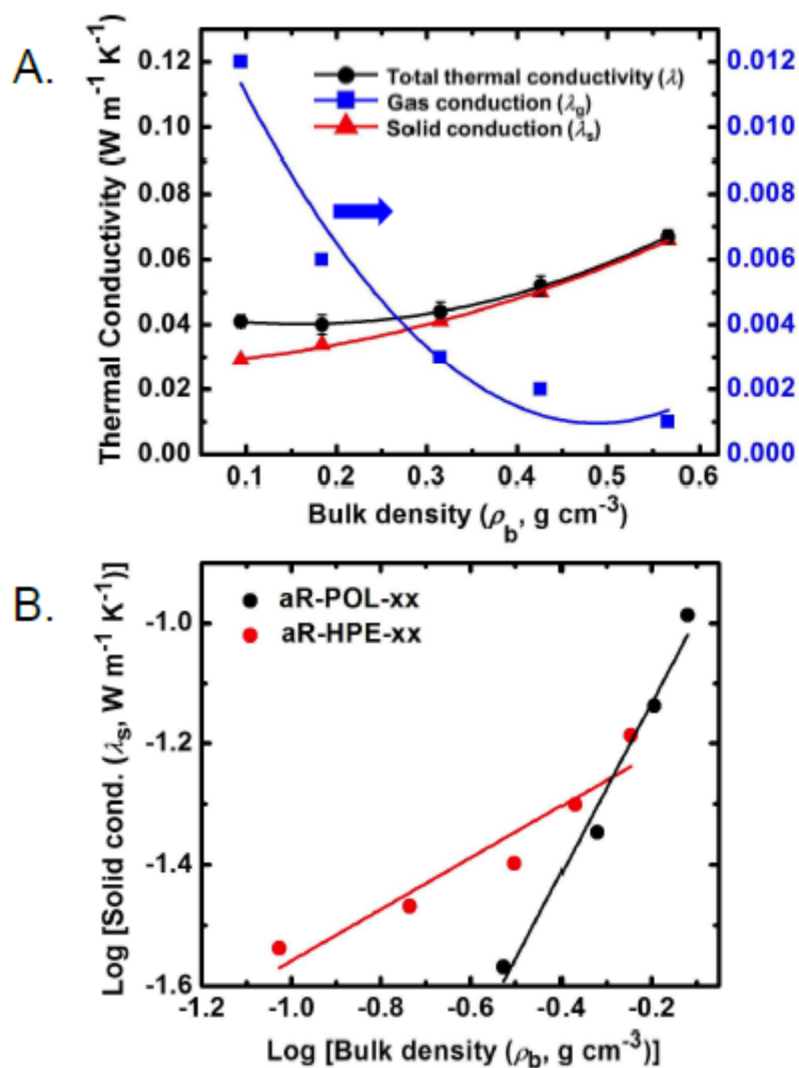 A.
Thermal Conductivity (W m⁻¹ K⁻¹)
0.12
0.10
0.08
0.06
0.04
0.02
0.00
Total thermal conductivity (λ)
Gas conduction (λg)
Solid conduction (λs)
0.012
0.010
0.008
0.006
0.004
0.002
0.000
0.1 0.2 0.3 0.4 0.5 0.6
Bulk density (ρb, g cm⁻³)
B.
Log [Solid cond. (λs, W m⁻¹ K⁻¹)]
-1.0
-1.2
-1.4
-1.6
aR-POL-xx
aR-HPE-xx
-1.2 -1.0 -0.8 -0.6 -0.4 -0.2
Log [Bulk density (ρb, g cm⁻³)]